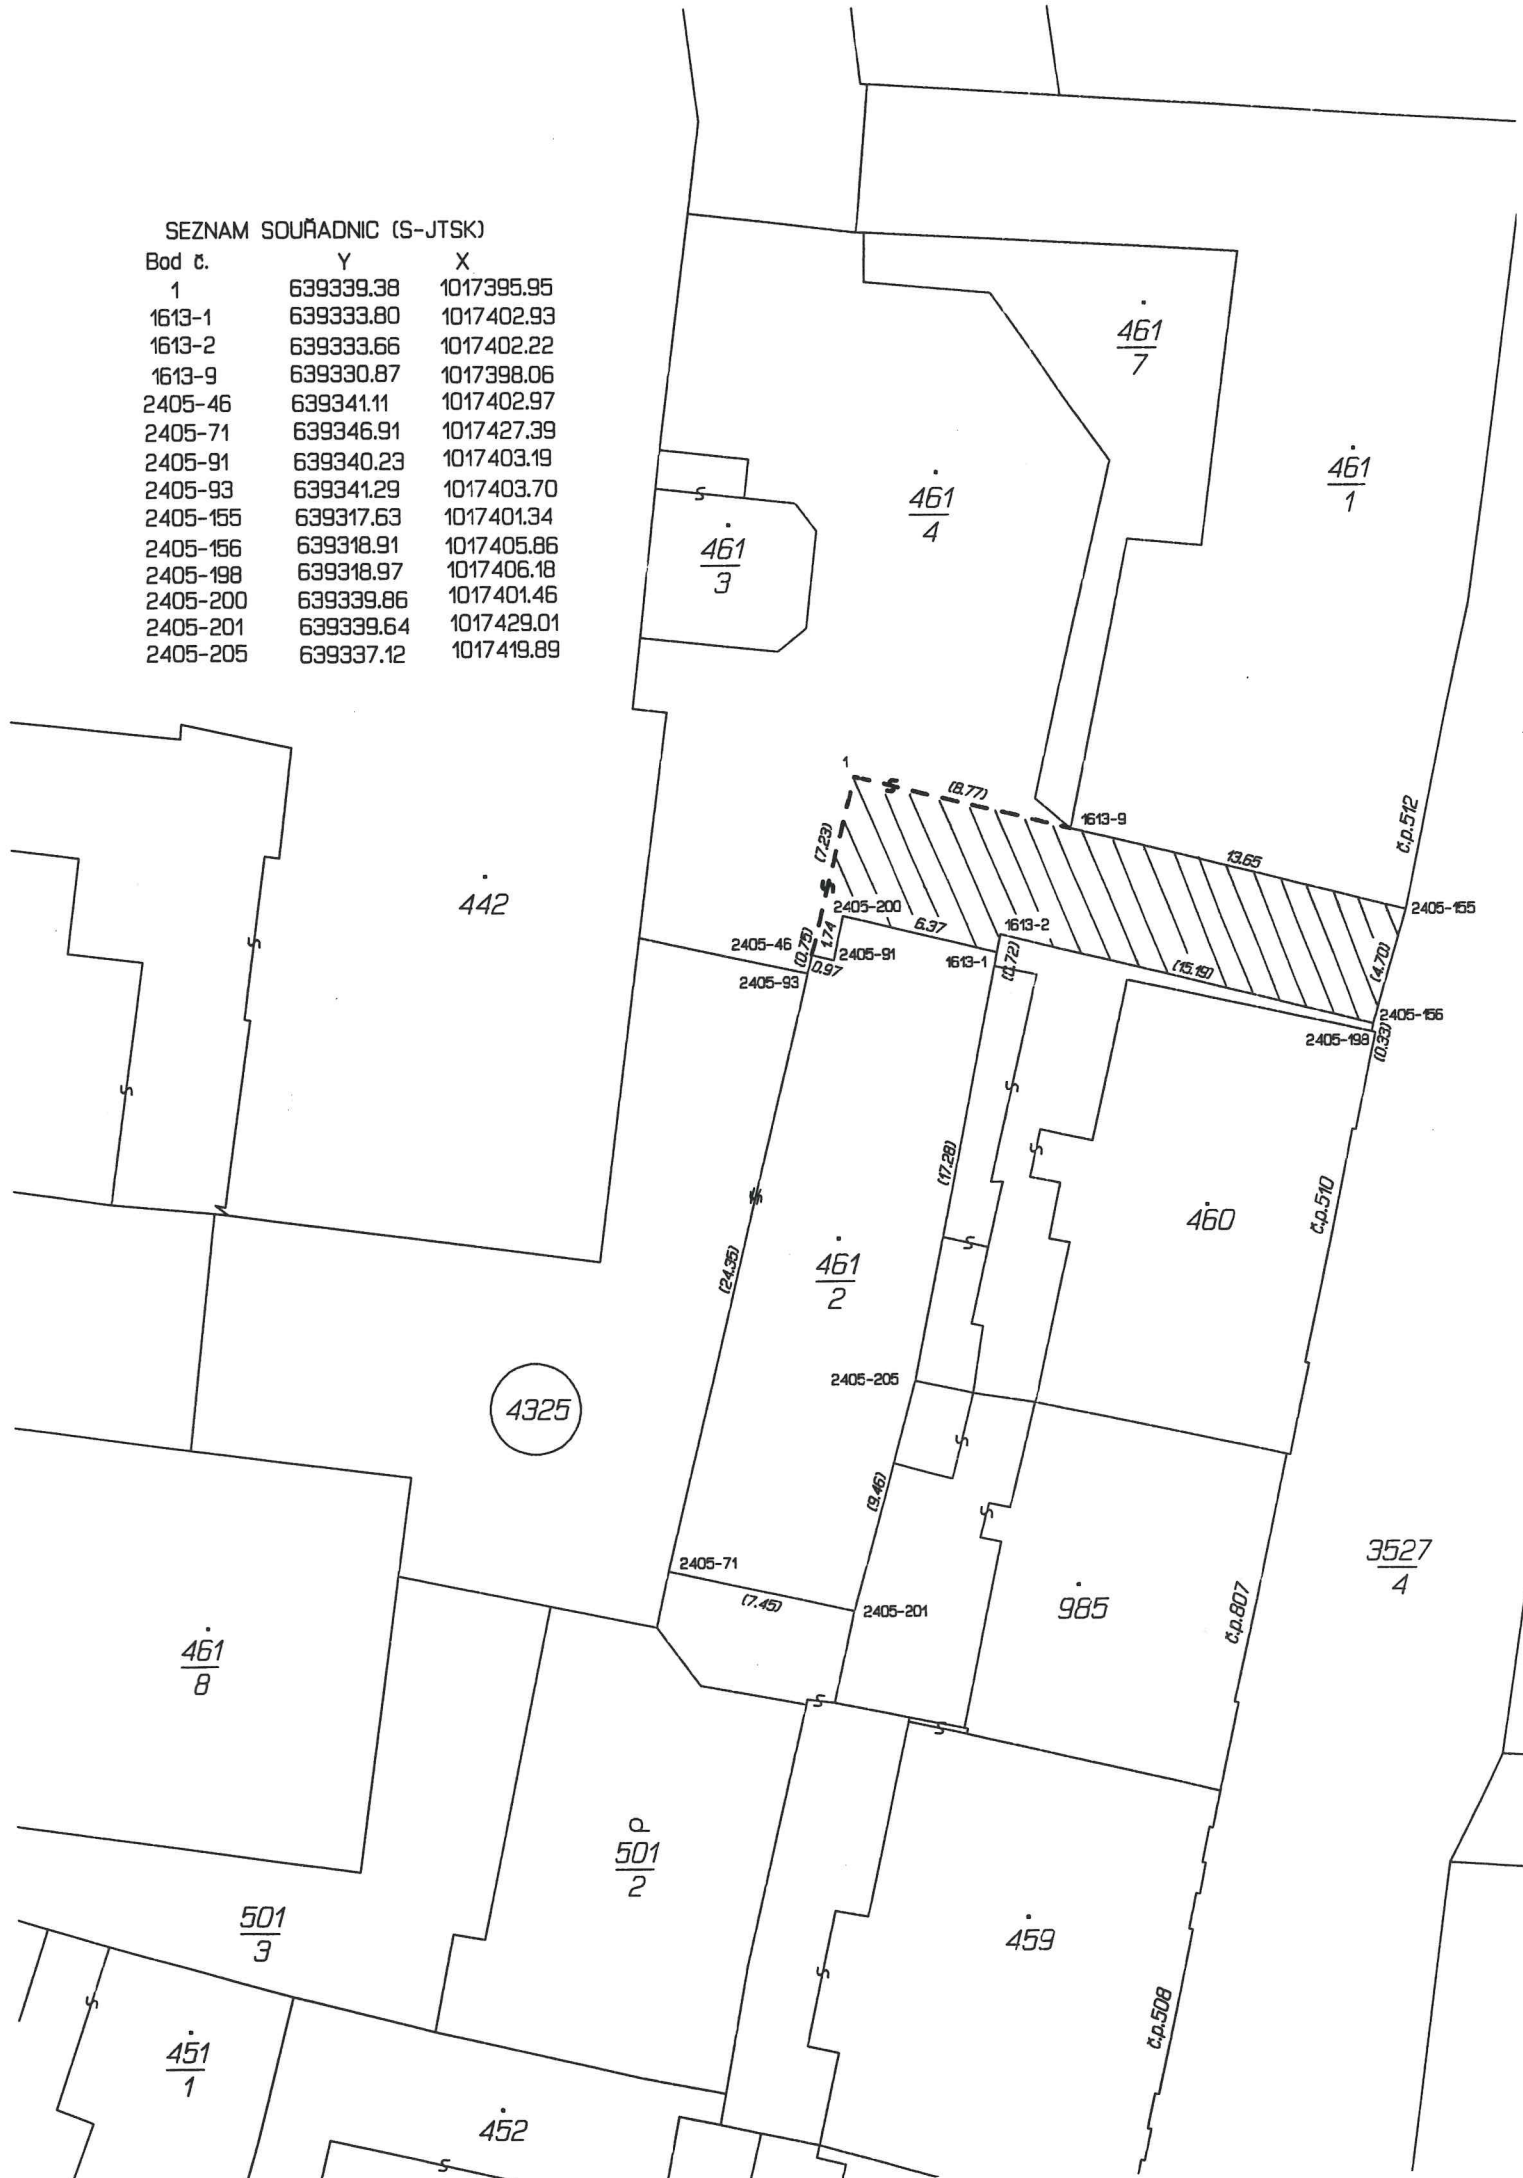 SEZNAM SOUŘADNIC (S-JTSK)
Bod č. Y X
1 639339.38 1017395.95
1613-1 639333.80 1017402.93
1613-2 639333.66 1017402.22
1613-9 639330.87 1017398.06
2405-46 639341.11 1017402.97
2405-71 639346.91 1017427.39
2405-91 639340.23 1017403.19
2405-93 639341.29 1017403.70
2405-155 639317.63 1017401.34
2405-156 639318.91 1017405.86
2405-198 639318.97 1017406.18
2405-200 639339.86 1017401.46
2405-201 639339.64 1017429.01
2405-205 639337.12 1017419.89
461
7
461
1
461
4
461
3
1
(8.77)
1613-9
č.p.512
(7.23)
13.65
442
2405-200
2405-155
6.37
1613-2
2405-46
(0.75)
1.74
2405-91
1613-1
(0.72)
(15.19)
(4.70)
0.97
2405-93
2405-156
2405-198
(0.33)
(17.28)
č.p.510
460
461
2
(24.35)
2405-205
4325
(9.46)
3527
4
2405-71
(7.45)
2405-201
985
č.p.807
461
8
P
501
2
501
3
459
č.p.508
451
1
452